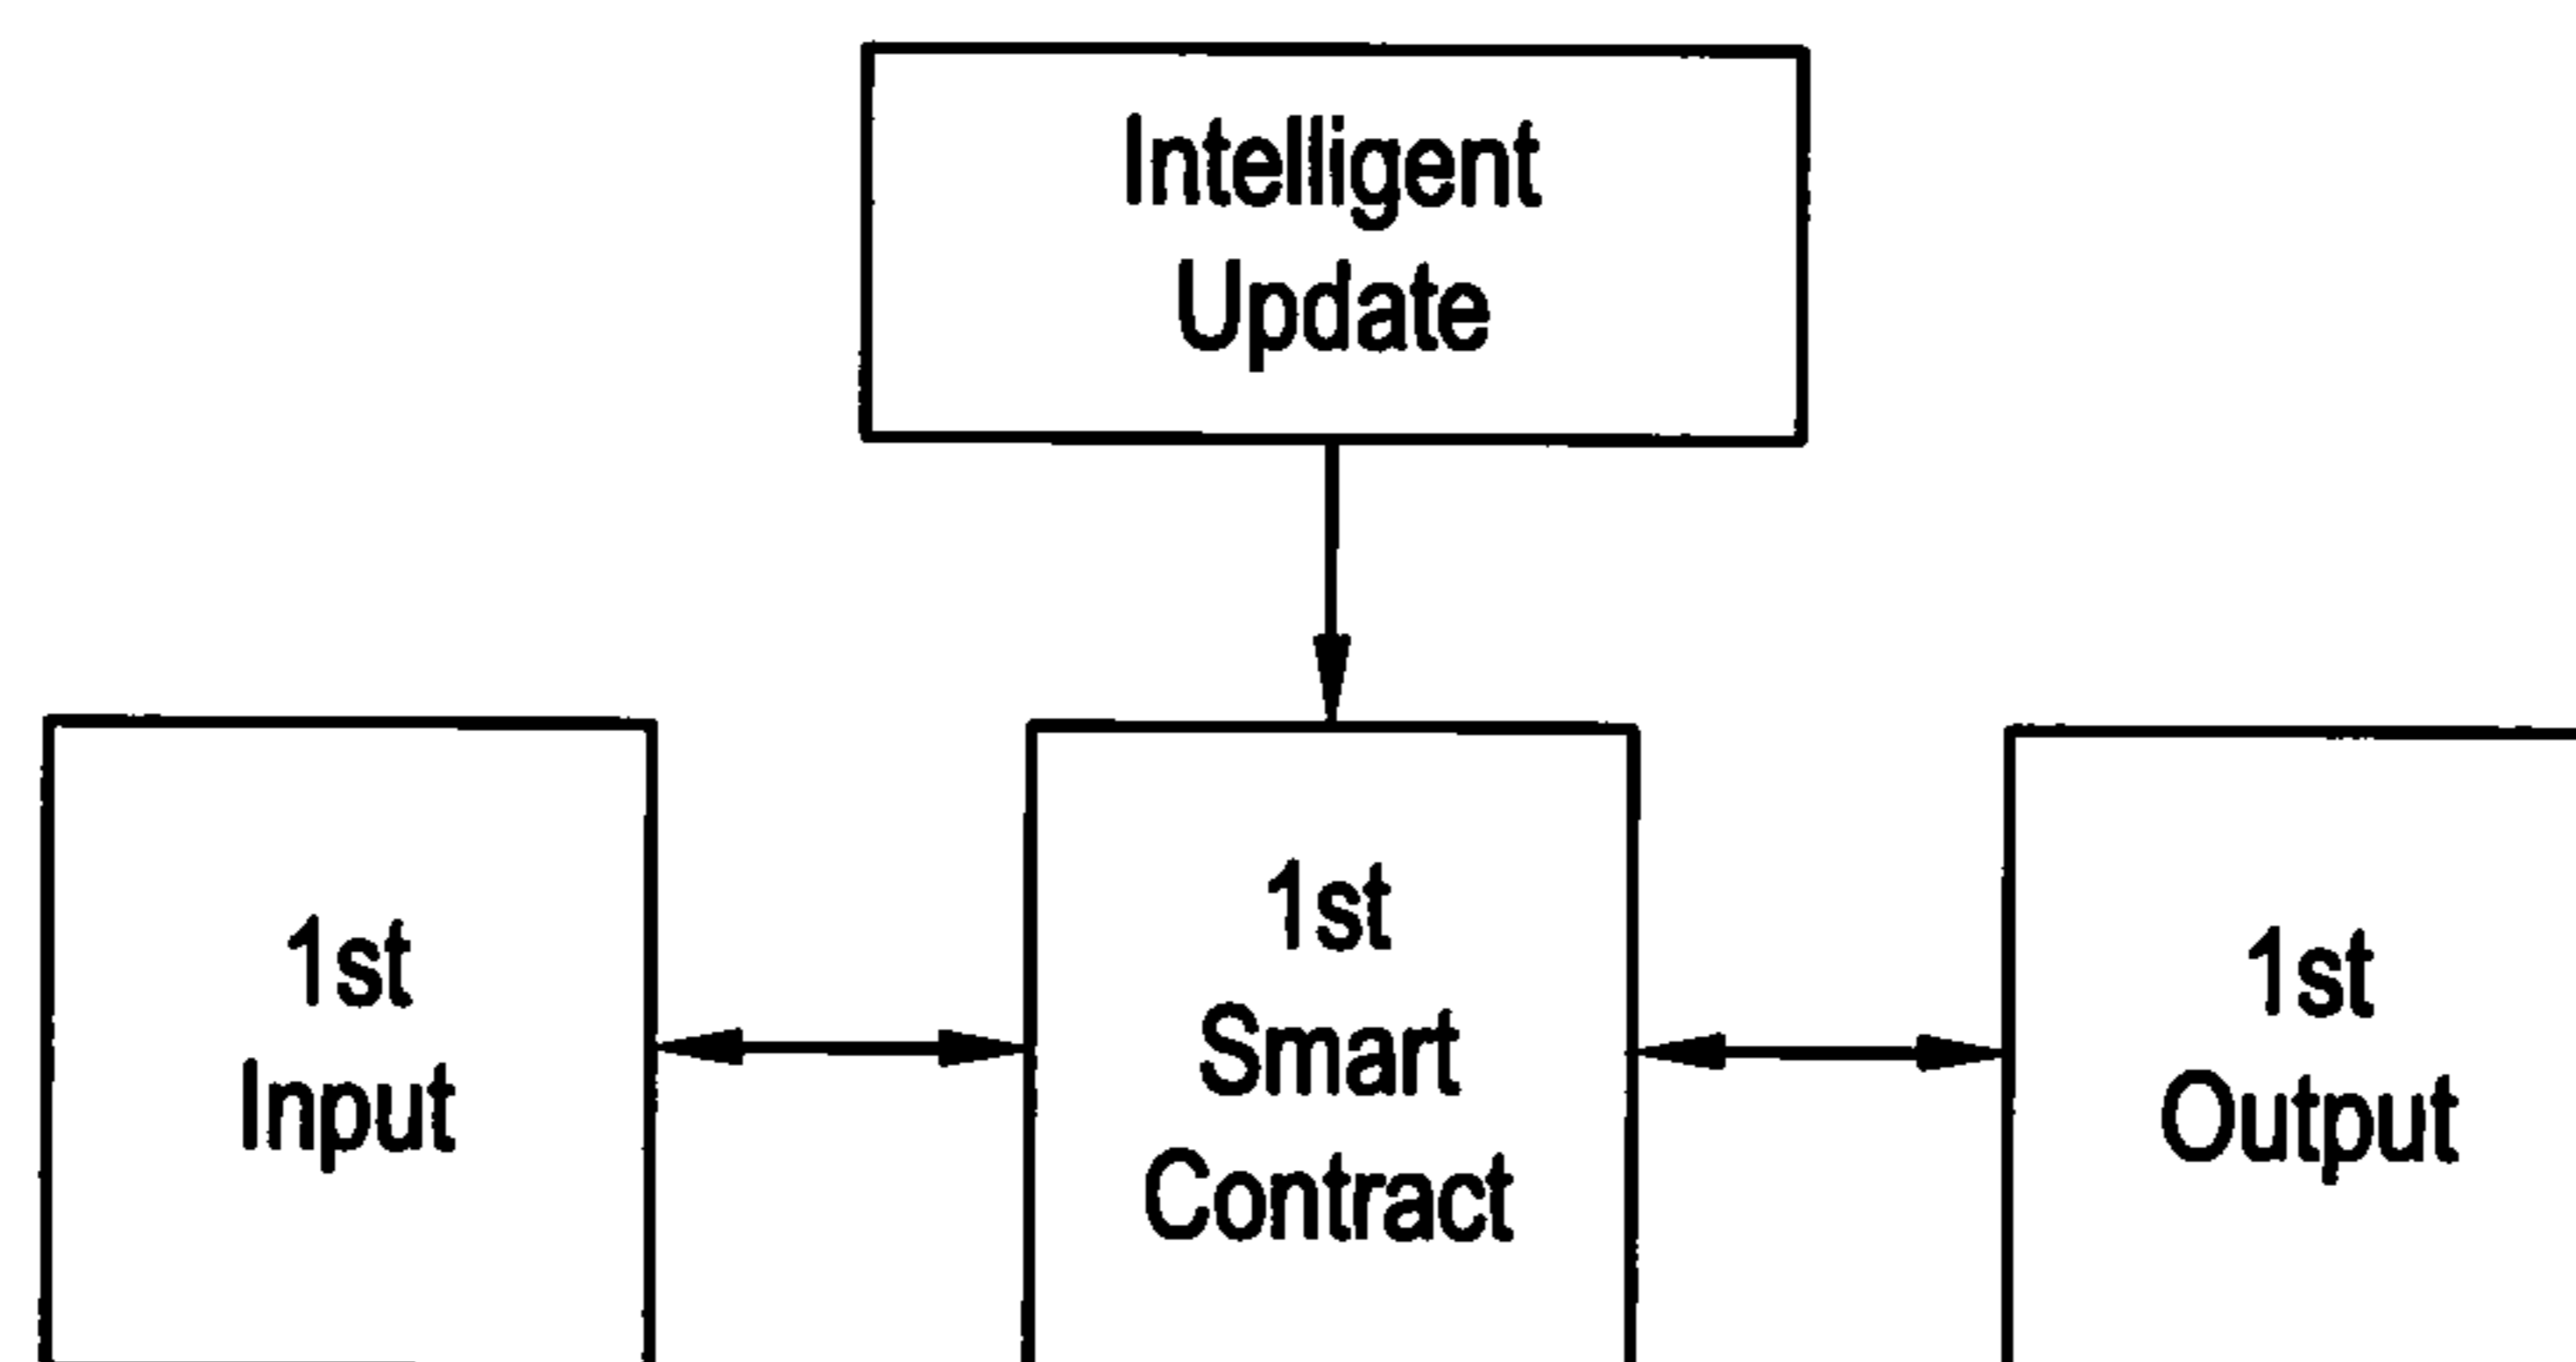 Intelligent
Update
1st
Input
1st
Smart
Contract
1st
Output